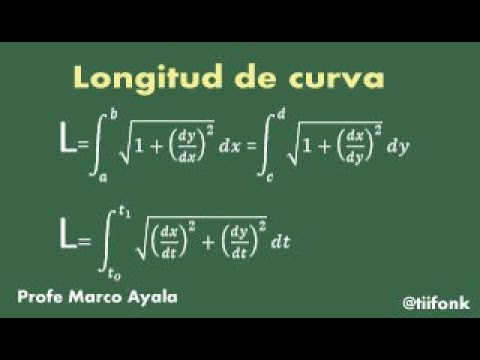 Longitud de curva
L=∫_a^b √(1 + (dy/dx)^2) dx = ∫_c^d √(1 + (dx/dy)^2) dy
L= ∫_{t_0}^{t_1} √((dx/dt)^2 + (dy/dt)^2) dt
Profe Marco Ayala
@tiifonk